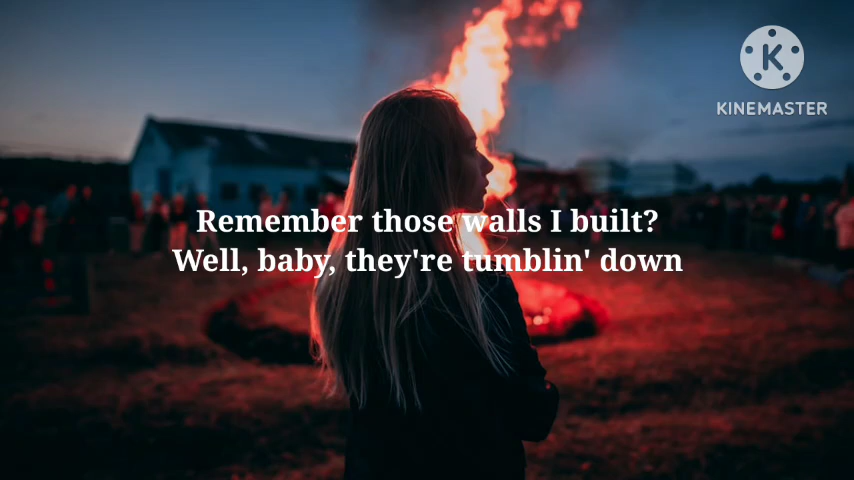 KINEMASTER
Remember those walls I built?
Well, baby, they're tumblin' down